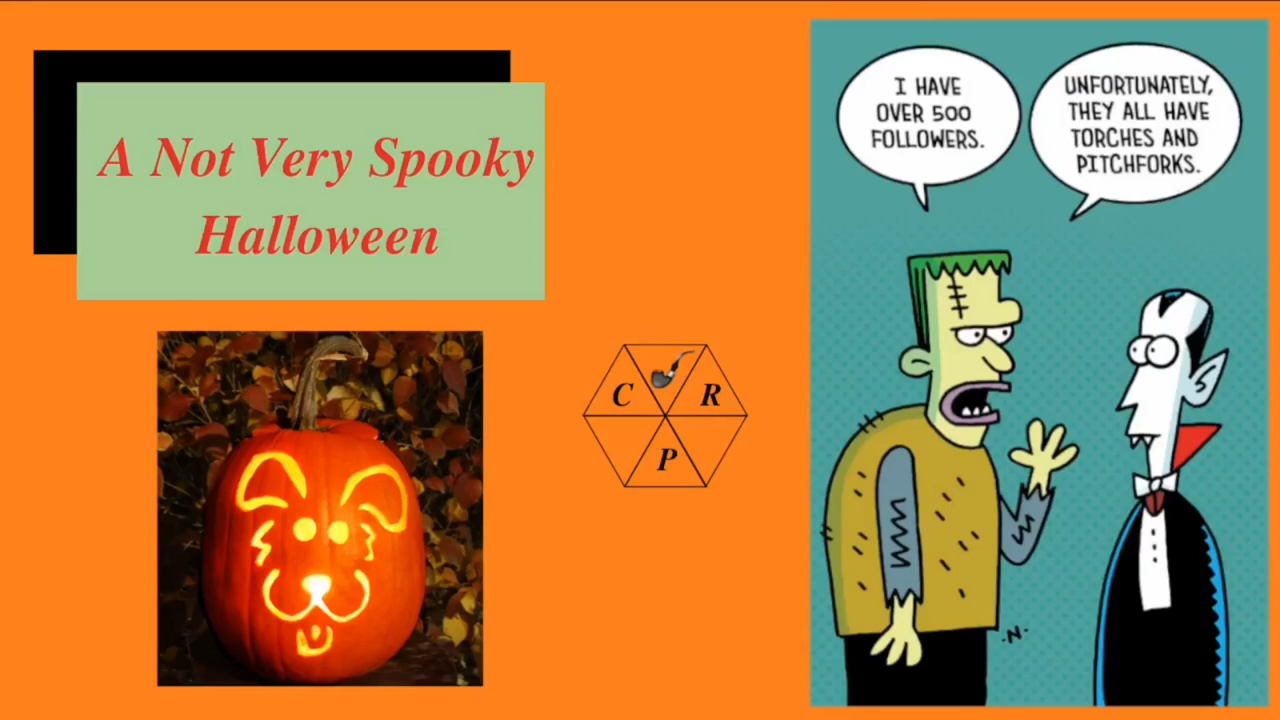 A Not Very Spooky
Halloween
C
R
P
I HAVE
OVER 500
FOLLOWERS.
UNFORTUNATELY,
THEY ALL HAVE
TORCHES AND
PITCHFORKS.
·N·